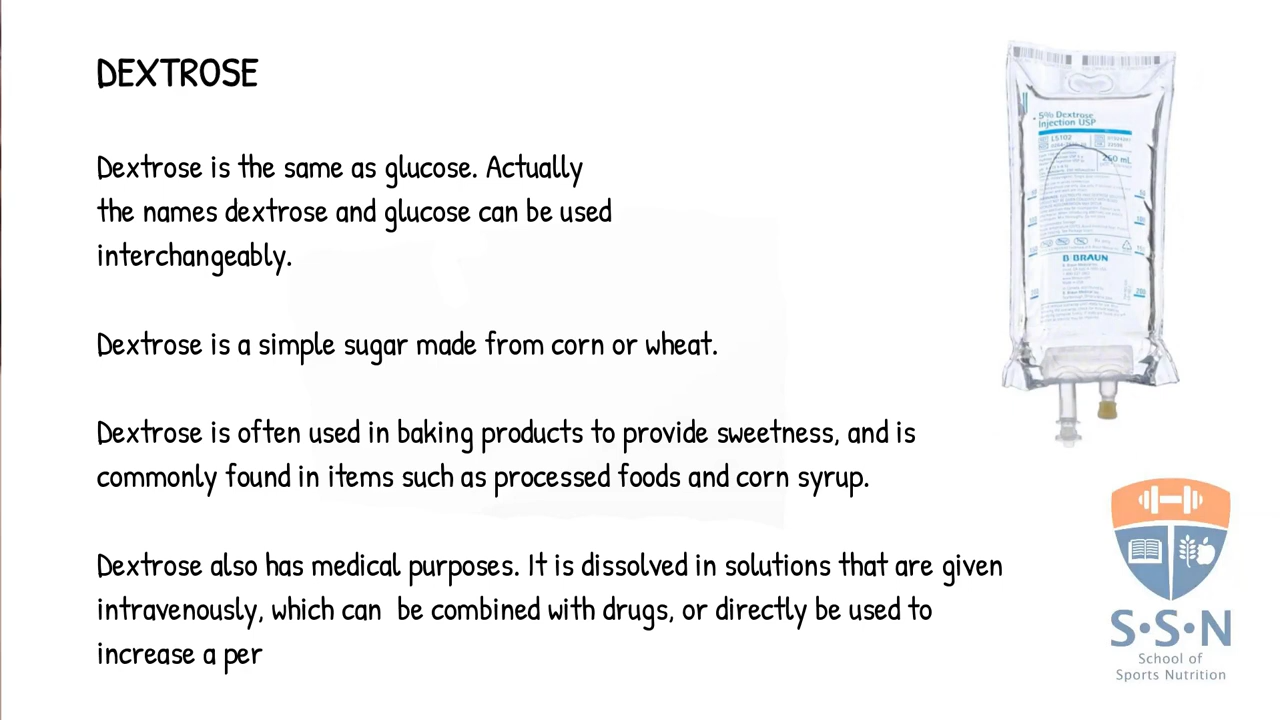 DEXTROSE
Dextrose is the same as glucose. Actually
the names dextrose and glucose can be used
interchangeably.
Dextrose is a simple sugar made from corn or wheat.
Dextrose is often used in baking products to provide sweetness, and is
commonly found in items such as processed foods and corn syrup.
Dextrose also has medical purposes. It is dissolved in solutions that are given
intravenously, which can  be combined with drugs, or directly be used to
increase a per
5% Dextrose
Injection USP
L5102
250 mL
B BRAUN
S•S•N
School of
Sports Nutrition